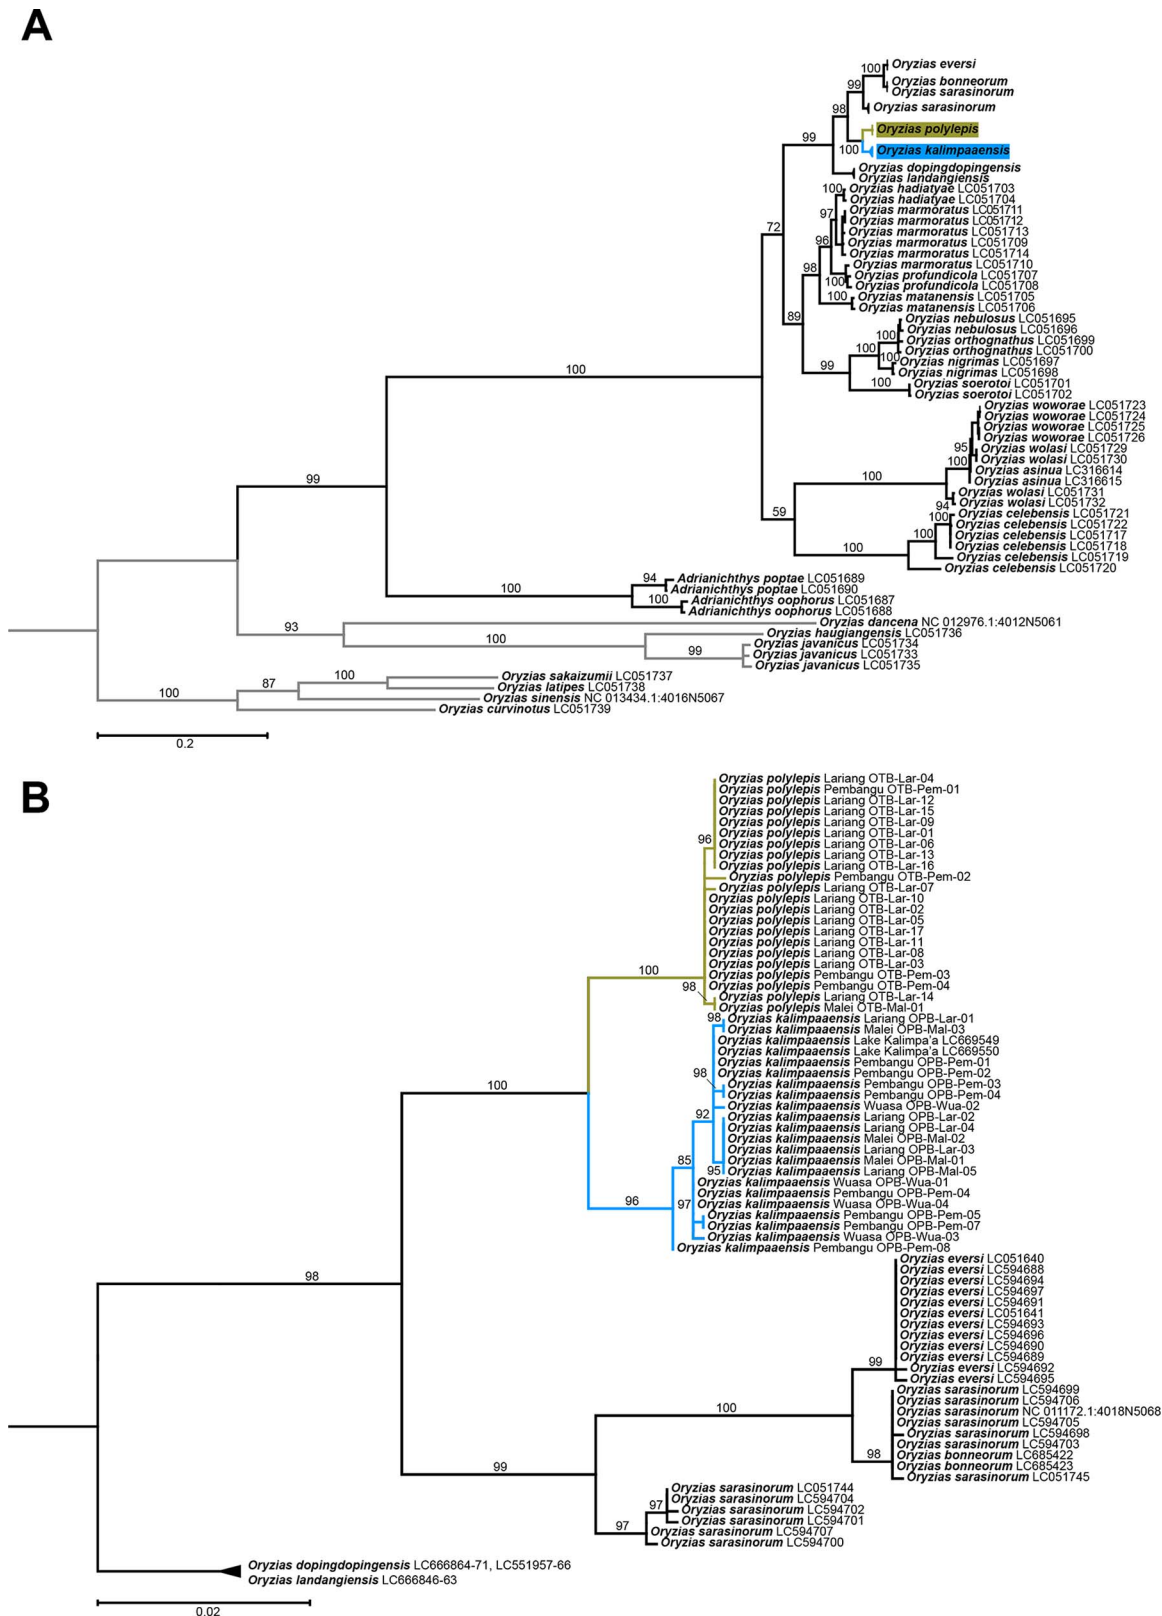 A
Oryzias eversi
100
Oryzias bonneorum
Oryzias sarasinorum
99
Oryzias sarasinorum
98
Oryzias polylepis
99
100
Oryzias kalimpaaensis
Oryzias dopingdopingensis
Oryzias landangiensis
100
Oryzias hadiatyae LC051703
Oryzias hadiatyae LC051704
97
Oryzias marmoratus LC051711
Oryzias marmoratus LC051712
72
Oryzias marmoratus LC051713
96
Oryzias marmoratus LC051709
Oryzias marmoratus LC051714
98
Oryzias marmoratus LC051710
100
Oryzias profundicola LC051707
Oryzias profundicola LC051708
100
Oryzias matanensis LC051705
Oryzias matanensis LC051706
89
Oryzias nebulosus LC051695
Oryzias nebulosus LC051696
100
Oryzias orthognathus LC051699
100
Oryzias orthognathus LC051700
100
Oryzias nigrimas LC051697
99
Oryzias nigrimas LC051698
100
100
Oryzias soerotoi LC051701
Oryzias soerotoi LC051702
Oryzias woworae LC051723
Oryzias woworae LC051724
Oryzias woworae LC051725
Oryzias woworae LC051726
95
Oryzias wolasi LC051729
100
Oryzias wolasi LC051730
Oryzias asinua LC316614
99
100
Oryzias asinua LC316615
Oryzias wolasi LC051731
94
Oryzias wolasi LC051732
59
100
Oryzias celebensis LC051721
Oryzias celebensis LC051722
100
Oryzias celebensis LC051717
100
Oryzias celebensis LC051718
Oryzias celebensis LC051719
Oryzias celebensis LC051720
94
Adrianichthys poptae LC051689
100
Adrianichthys poptae LC051690
100
Adrianichthys oophorus LC051687
Adrianichthys oophorus LC051688
93
Oryzias dancena NC 012976.1:4012N5061
100
Oryzias haugiangensis LC051736
Oryzias javanicus LC051734
99
Oryzias javanicus LC051733
Oryzias javanicus LC051735
100
Oryzias sakaizumii LC051737
87
Oryzias latipes LC051738
100
Oryzias sinensis NC 013434.1:4016N5067
Oryzias curvinotus LC051739
0.2
B
Oryzias polylepis Lariang OTB-Lar-04
Oryzias polylepis Pembangu OTB-Pem-01
Oryzias polylepis Lariang OTB-Lar-12
Oryzias polylepis Lariang OTB-Lar-15
Oryzias polylepis Lariang OTB-Lar-09
Oryzias polylepis Lariang OTB-Lar-01
96
Oryzias polylepis Lariang OTB-Lar-06
Oryzias polylepis Lariang OTB-Lar-13
Oryzias polylepis Lariang OTB-Lar-16
Oryzias polylepis Pembangu OTB-Pem-02
Oryzias polylepis Lariang OTB-Lar-07
Oryzias polylepis Lariang OTB-Lar-10
Oryzias polylepis Lariang OTB-Lar-02
Oryzias polylepis Lariang OTB-Lar-05
Oryzias polylepis Lariang OTB-Lar-17
Oryzias polylepis Lariang OTB-Lar-11
Oryzias polylepis Lariang OTB-Lar-08
100
Oryzias polylepis Lariang OTB-Lar-03
Oryzias polylepis Pembangu OTB-Pem-03
98
Oryzias polylepis Pembangu OTB-Pem-04
Oryzias polylepis Lariang OTB-Lar-14
Oryzias polylepis Malei OTB-Mal-01
98
Oryzias kalimpaaensis Lariang OPB-Lar-01
Oryzias kalimpaaensis Malei OPB-Mal-03
Oryzias kalimpaaensis Lake Kalimpa'a LC669549
Oryzias kalimpaaensis Lake Kalimpa'a LC669550
Oryzias kalimpaaensis Pembangu OPB-Pem-01
98
Oryzias kalimpaaensis Pembangu OPB-Pem-02
100
Oryzias kalimpaaensis Pembangu OPB-Pem-03
Oryzias kalimpaaensis Pembangu OPB-Pem-04
Oryzias kalimpaaensis Wuasa OPB-Wua-02
92
Oryzias kalimpaaensis Lariang OPB-Lar-02
Oryzias kalimpaaensis Lariang OPB-Lar-04
Oryzias kalimpaaensis Malei OPB-Mal-02
Oryzias kalimpaaensis Lariang OPB-Lar-03
85
Oryzias kalimpaaensis Malei OPB-Mal-01
95
Oryzias kalimpaaensis Lariang OPB-Mal-05
Oryzias kalimpaaensis Wuasa OPB-Wua-01
96
Oryzias kalimpaaensis Pembangu OPB-Pem-04
97
Oryzias kalimpaaensis Wuasa OPB-Wua-04
Oryzias kalimpaaensis Pembangu OPB-Pem-05
Oryzias kalimpaaensis Pembangu OPB-Pem-07
Oryzias kalimpaaensis Wuasa OPB-Wua-03
Oryzias kalimpaaensis Pembangu OPB-Pem-08
Oryzias eversi LC051640
98
Oryzias eversi LC594688
Oryzias eversi LC594694
Oryzias eversi LC594697
Oryzias eversi LC594691
Oryzias eversi LC051641
Oryzias eversi LC594693
Oryzias eversi LC594696
Oryzias eversi LC594690
Oryzias eversi LC594689
99
Oryzias eversi LC594692
Oryzias eversi LC594695
Oryzias sarasinorum LC594699
Oryzias sarasinorum LC594706
100
Oryzias sarasinorum NC 011172.1:4018N5068
Oryzias sarasinorum LC594705
Oryzias sarasinorum LC594698
Oryzias sarasinorum LC594703
98
Oryzias bonneorum LC685422
99
Oryzias bonneorum LC685423
Oryzias sarasinorum LC051745
Oryzias sarasinorum LC051744
97
Oryzias sarasinorum LC594704
Oryzias sarasinorum LC594702
97
Oryzias sarasinorum LC594701
Oryzias sarasinorum LC594707
Oryzias sarasinorum LC594700
Oryzias dopingdopingensis LC666864-71, LC551957-66
Oryzias landangiensis LC666846-63
0.02